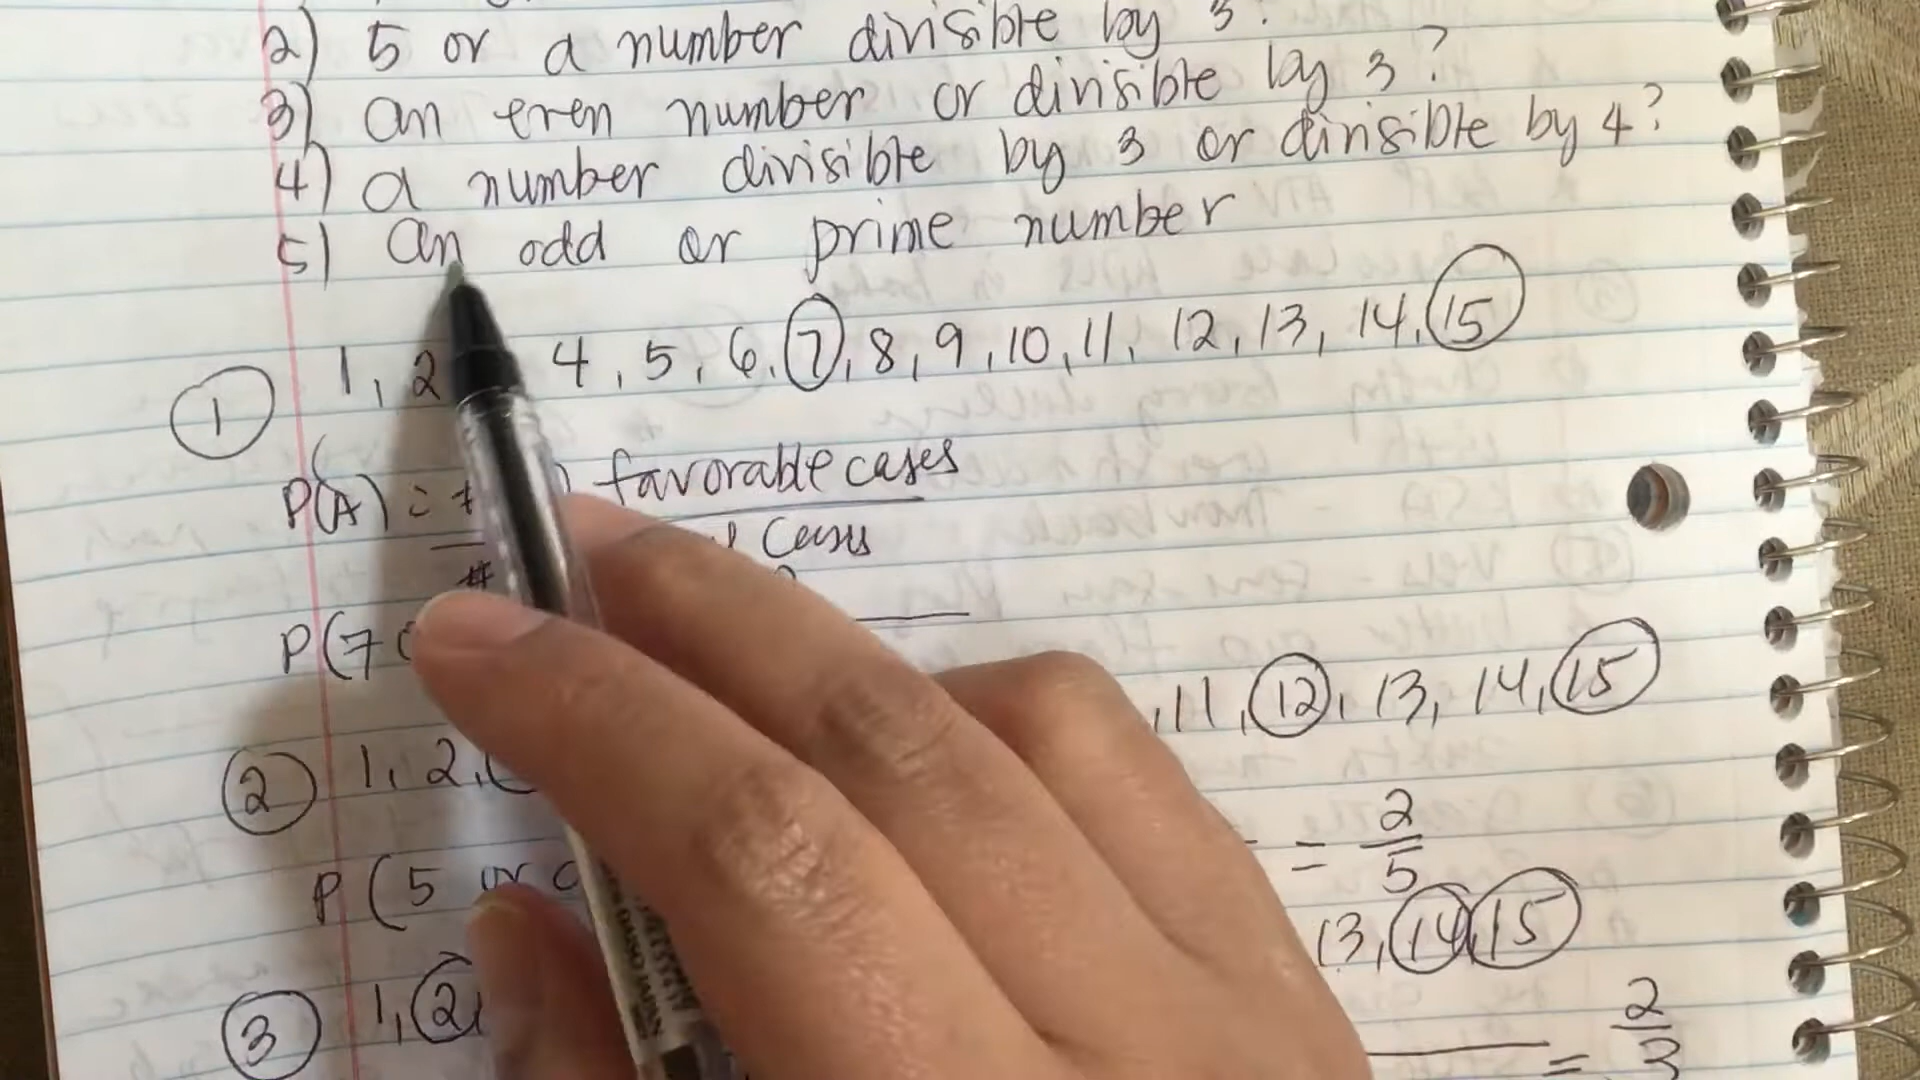 2) 5 or a number divisible by 3?
3) an even number or divisible by 3?
4) a number divisible by 3 or divisible by 4?
5) an odd or prime number
① 1, 2 4, 5, 6, 7, 8, 9, 10, 11, 12, 13, 14, 15
P(A) = favorable cases
# Cases
P(7
② 1, 2, , 11, 12, 13, 14, 15
P ( 5 or = 2/5
③ 1, 2, 13, 14, 15
= 2/3